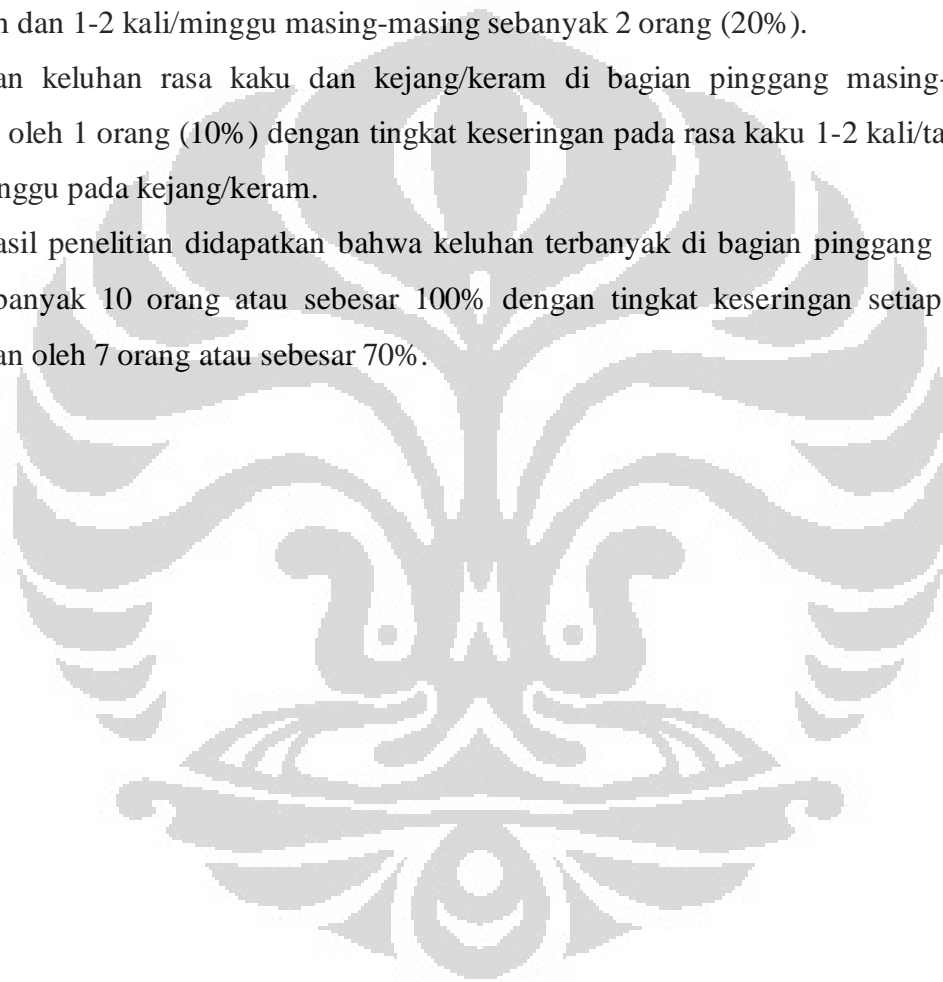 n dan 1-2 kali/minggu masing-masing sebanyak 2 orang (20%).
an keluhan rasa kaku dan kejang/keram di bagian pinggang masing-
oleh 1 orang (10%) dengan tingkat keseringan pada rasa kaku 1-2 kali/ta
nggu pada kejang/keram.
asil penelitian didapatkan bahwa keluhan terbanyak di bagian pinggang
banyak 10 orang atau sebesar 100% dengan tingkat keseringan setiap
an oleh 7 orang atau sebesar 70%.